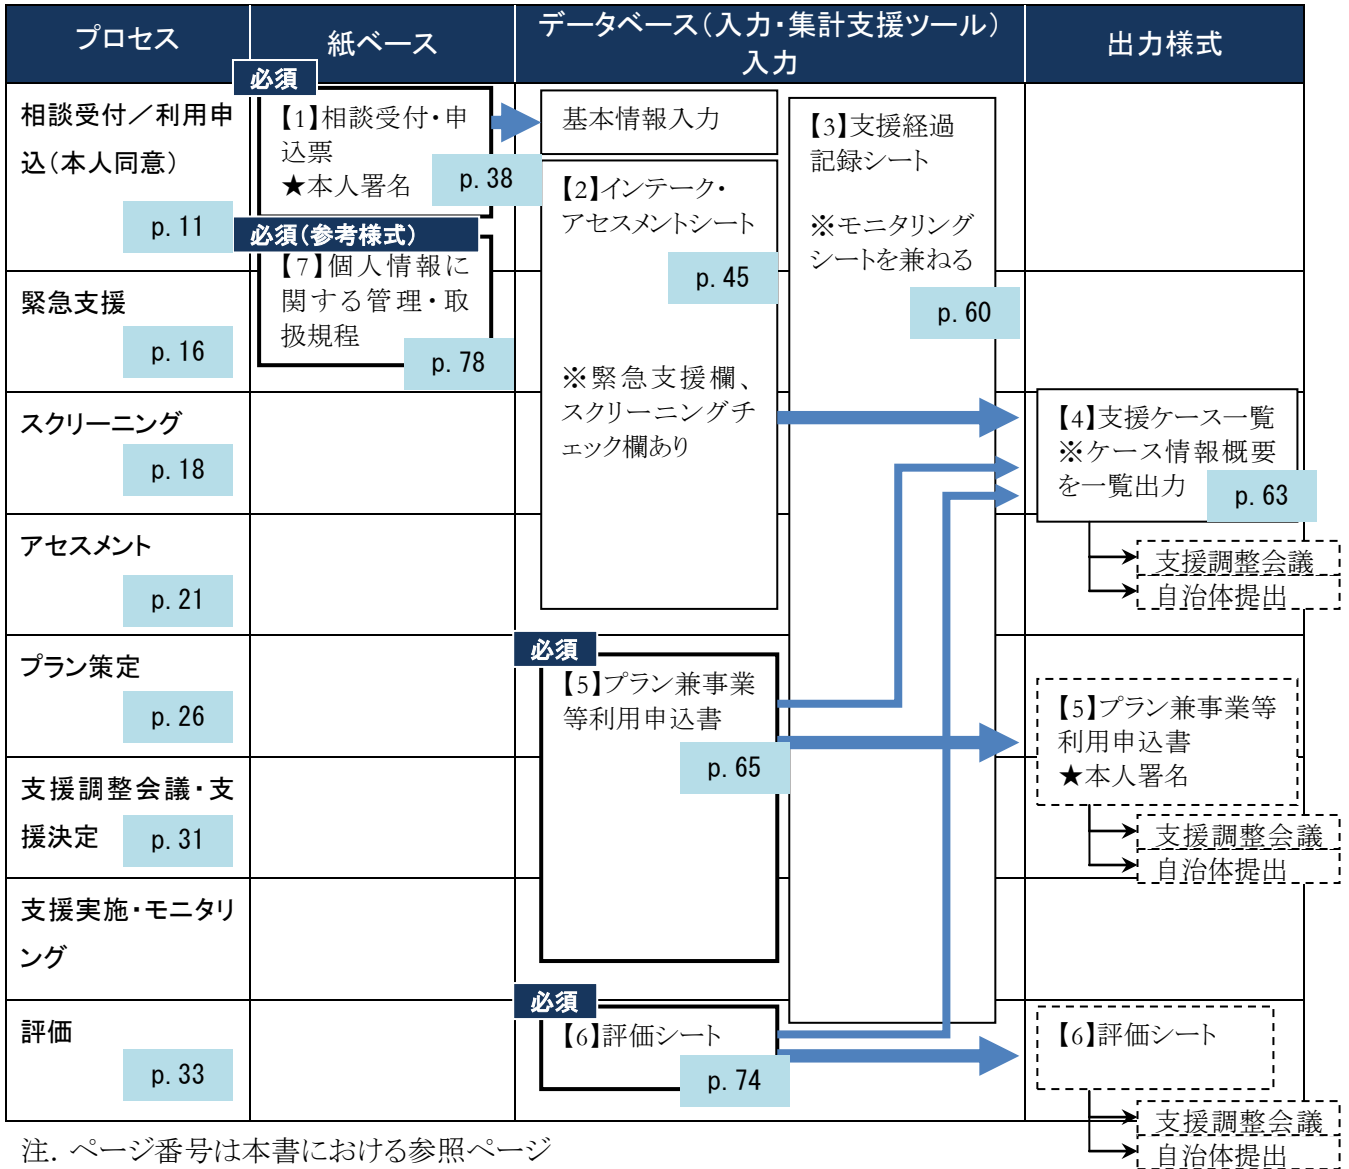 プロセス
紙ベース
データベース（入力・集計支援ツール）
入力
出力様式
相談受付／利用申
込（本人同意）
p. 11
必須
【1】相談受付・申
込票
★本人署名
p. 38
必須（参考様式）
【7】個人情報に
関する管理・取
扱規程
p. 78
基本情報入力
【2】インテーク・
アセスメントシート
p. 45
※緊急支援欄、
スクリーニングチ
ェック欄あり
【3】支援経過
記録シート
※モニタリング
シートを兼ねる
p. 60
緊急支援
p. 16
スクリーニング
p. 18
【4】支援ケース一覧
※ケース情報概要
を一覧出力
p. 63
支援調整会議
自治体提出
アセスメント
p. 21
プラン策定
p. 26
必須
【5】プラン兼事業
等利用申込書
p. 65
【5】プラン兼事業等
利用申込書
★本人署名
支援調整会議
自治体提出
支援調整会議・支
援決定
p. 31
支援実施・モニタリ
ング
評価
p. 33
必須
【6】評価シート
p. 74
【6】評価シート
支援調整会議
自治体提出
注. ページ番号は本書における参照ページ